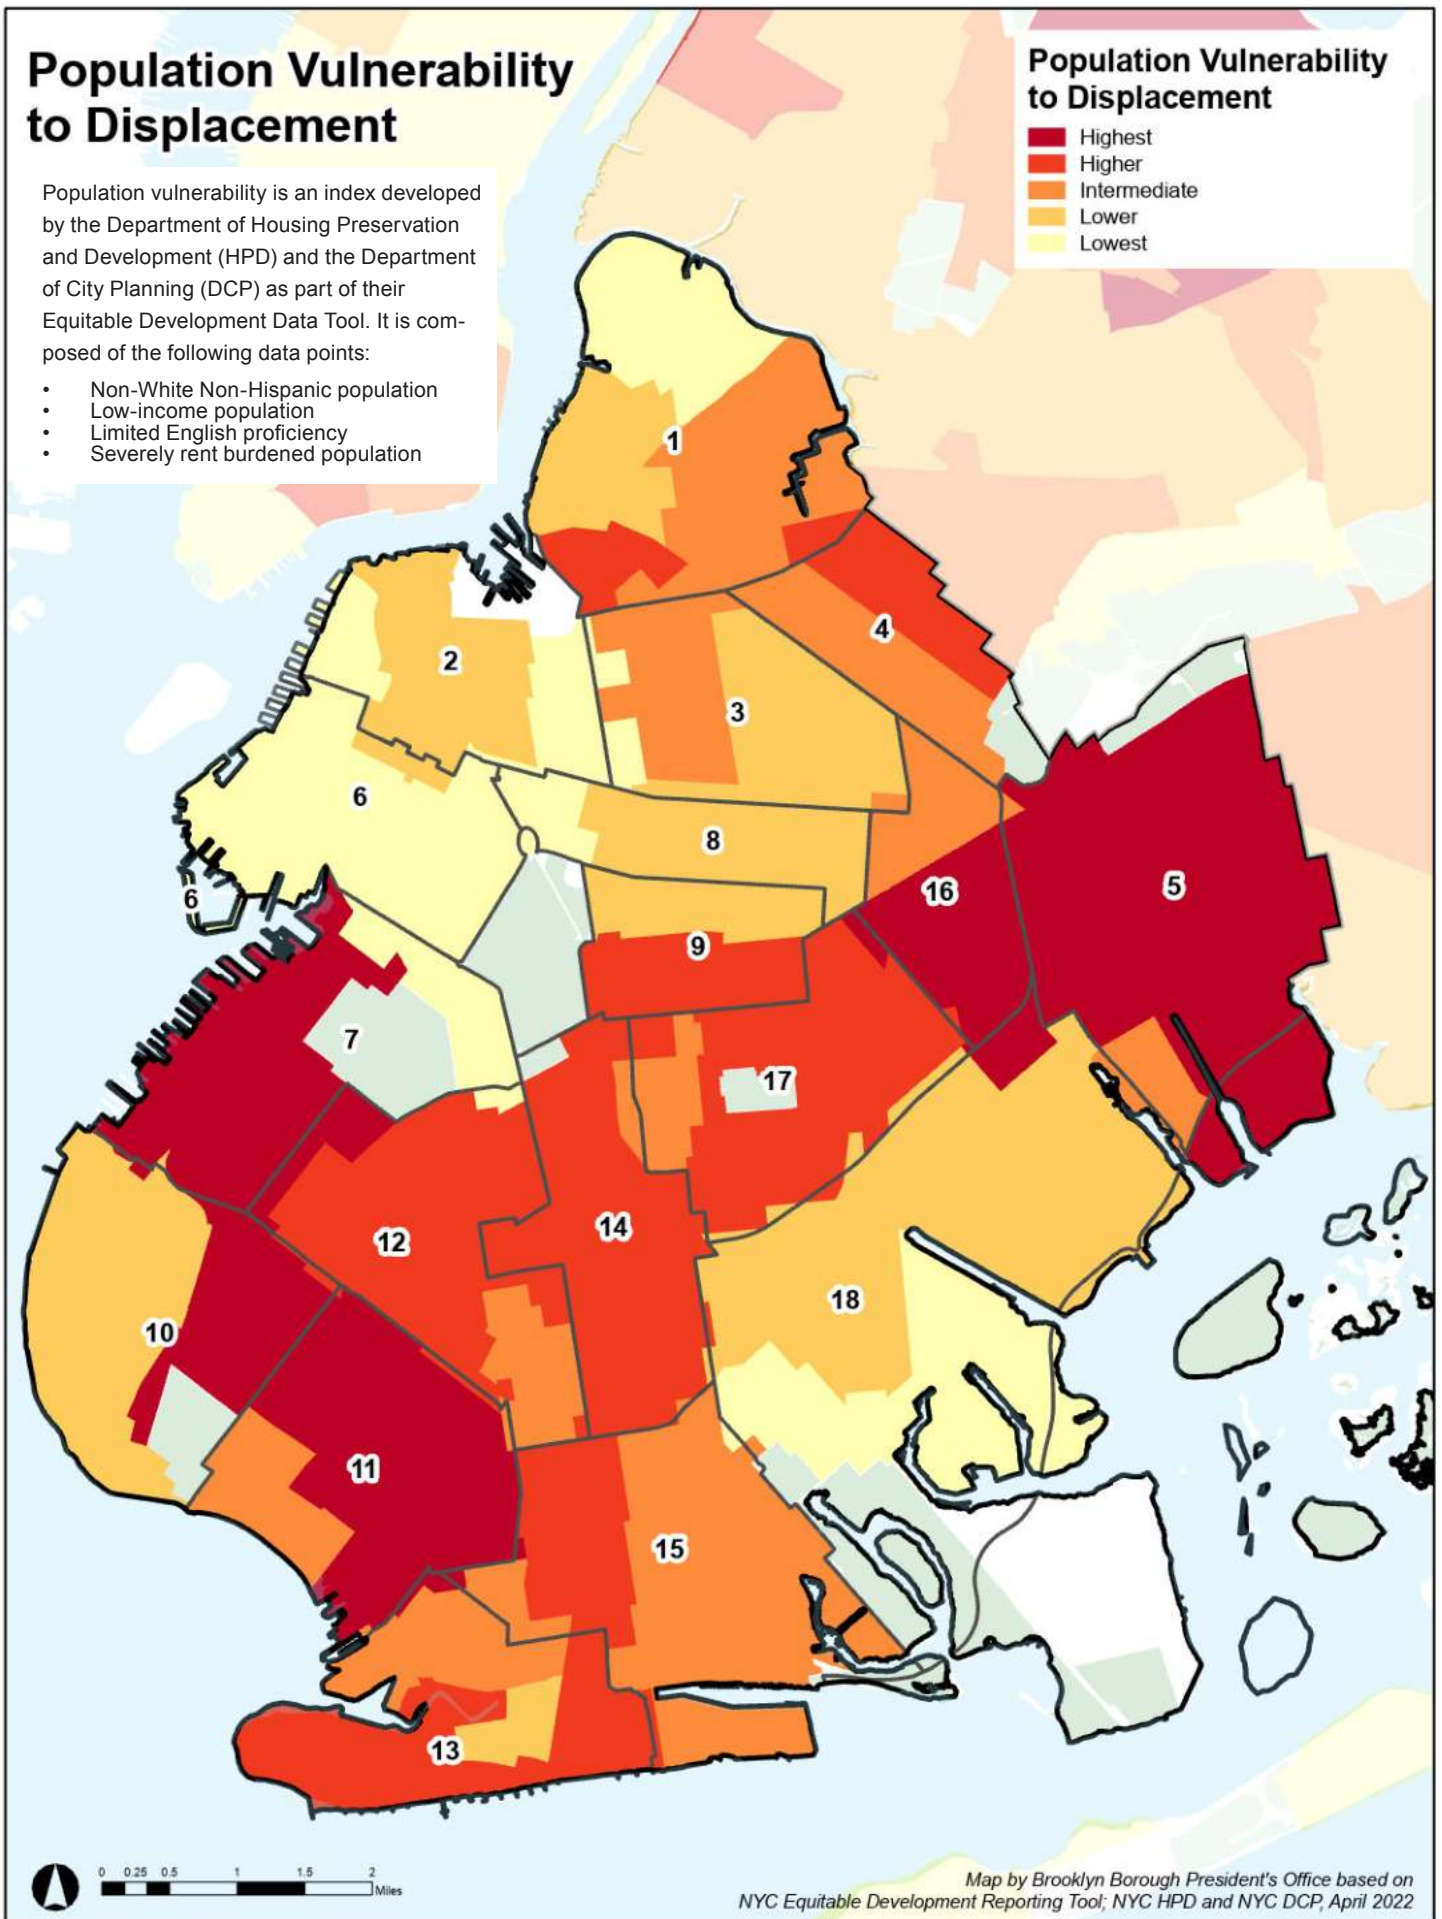 Population Vulnerability
to Displacement
Population vulnerability is an index developed
by the Department of Housing Preservation
and Development (HPD) and the Department
of City Planning (DCP) as part of their
Equitable Development Data Tool. It is com-
posed of the following data points:
• Non-White Non-Hispanic population
• Low-income population
• Limited English proficiency
• Severely rent burdened population
Population Vulnerability
to Displacement
Highest
Higher
Intermediate
Lower
Lowest
1
4
2
3
6
8
5
16
6
9
7
17
14
12
18
10
11
15
13
0 0.25 0.5 1 1.5 2
Miles
Map by Brooklyn Borough President's Office based on
NYC Equitable Development Reporting Tool; NYC HPD and NYC DCP, April 2022